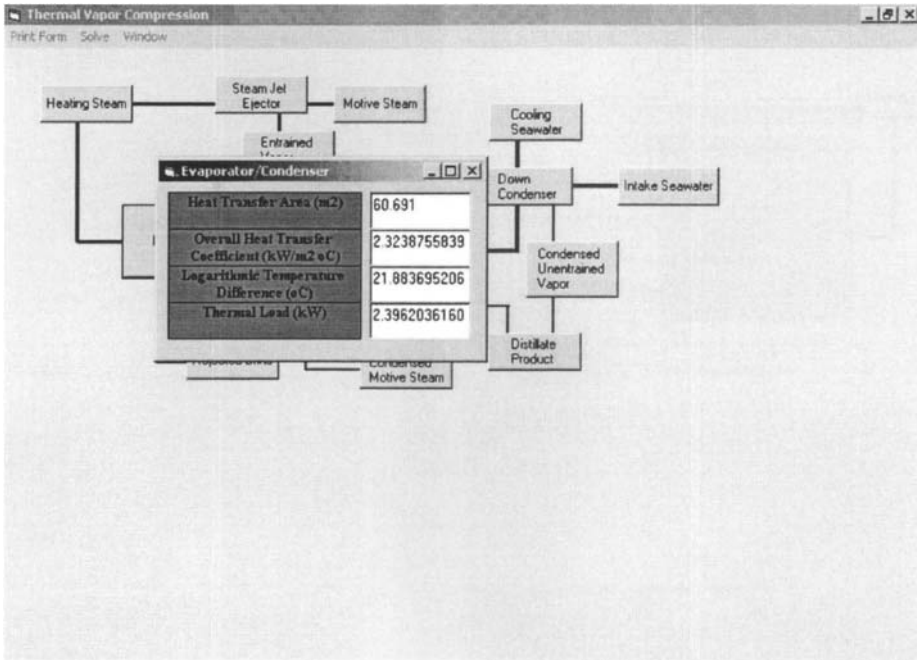 Thermal Vapor Compression
Print Form Solve Window
Heating Steam
Steam Jet
Ejector
Motive Steam
Cooling
Seawater
Entrained
Evaporator/Condenser
Down
Condenser
Intake Seawater
Heat Transfer Area (m2)
60.691
Overall Heat Transfer
Coefficient (kW/m2 oC)
2.3238755839
Logarithmic Temperature
Difference (oC)
21.883695206
Thermal Load (kW)
2.3962036160
Condensed
Unentrained
Vapor
Distillate
Product
Condensed
Motive Steam